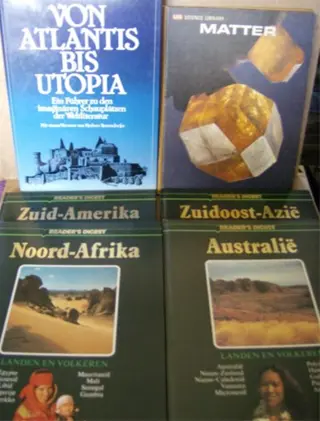 VON
ATLANTIS
BIS
UTOPIA
Ein Führer zu den
imaginären Schauplätzen
der Weltliteratur
SCIENCE LIBRARY
MATTER
READER'S DIGEST
Zuid-Amerika
READER'S DIGEST
Zuidoost-Azië
READER'S DIGEST
Noord-Afrika
LANDEN EN VOLKEREN
Mauritanië
Mali
Senegal
Gambia
READER'S DIGEST
Australië
LANDEN EN VOLKEREN
Australië
Nieuw-Zeeland
Nieuw-Caledonië
Vanuatu
Micronesië